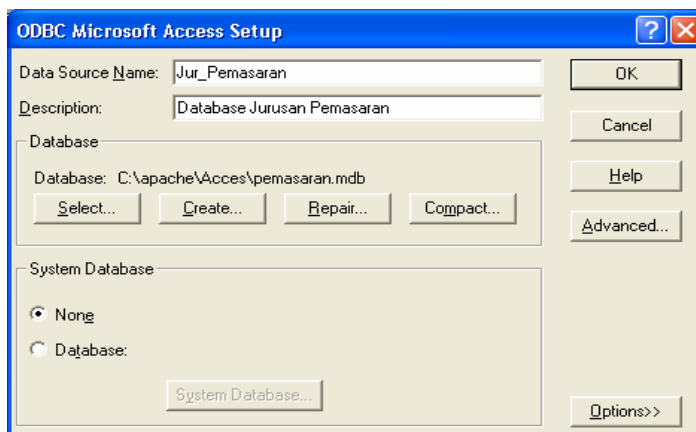 ODBC Microsoft Access Setup
Data Source Name: Jur_Pemasaran
OK
Description: Database Jurusan Pemasaran
Cancel
Database
Database: C:\apache\Acces\pemasaran.mdb
Help
Select... Create... Repair... Compact...
Advanced...
System Database
None
Database:
System Database...
Options>>